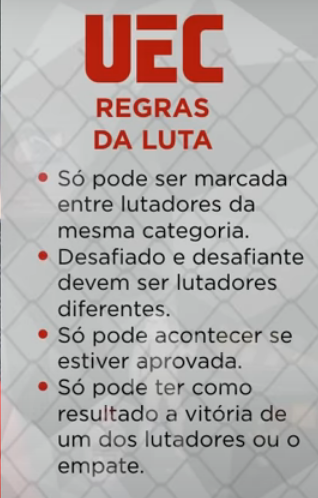 UEC
REGRAS
DA LUTA
• Só pode ser marcada
entre lutadores da
mesma categoria.
• Desafiado e desafiante
devem ser lutadores
diferentes.
• Só pode acontecer se
estiver aprovada.
• Só pode ter como
resultado a vitória de
um dos lutadores ou o
empate.